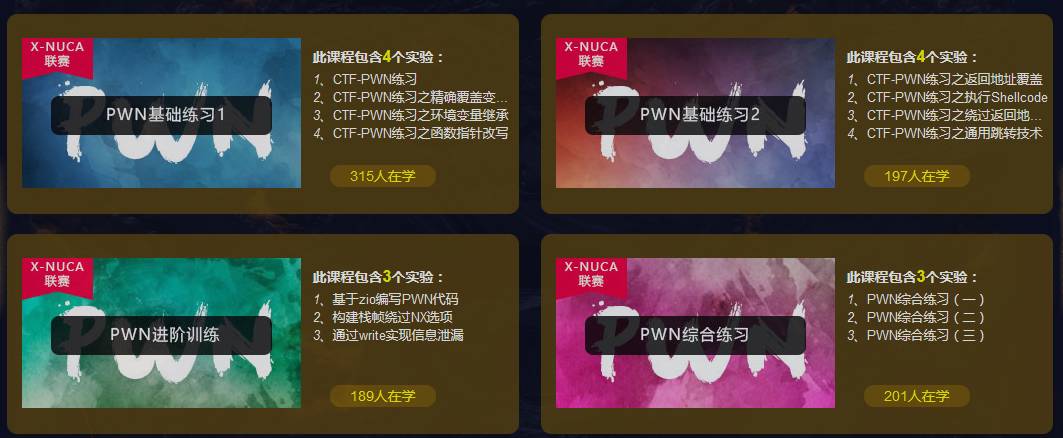 X-NUCA
联赛
PWN
PWN基础练习1
此课程包含4个实验：
1、CTF-PWN练习
2、CTF-PWN练习之精确覆盖变...
3、CTF-PWN练习之环境变量继承
4、CTF-PWN练习之函数指针改写
315人在学
X-NUCA
联赛
PWN
PWN基础练习2
此课程包含4个实验：
1、CTF-PWN练习之返回地址覆盖
2、CTF-PWN练习之执行Shellcode
3、CTF-PWN练习之绕过返回地...
4、CTF-PWN练习之通用跳转技术
197人在学
X-NUCA
联赛
PWN
PWN进阶训练
此课程包含3个实验：
1、基于zio编写PWN代码
2、构建栈帧绕过NX选项
3、通过write实现信息泄漏
189人在学
X-NUCA
联赛
PWN
PWN综合练习
此课程包含3个实验：
1、PWN综合练习（一）
2、PWN综合练习（二）
3、PWN综合练习（三）
201人在学